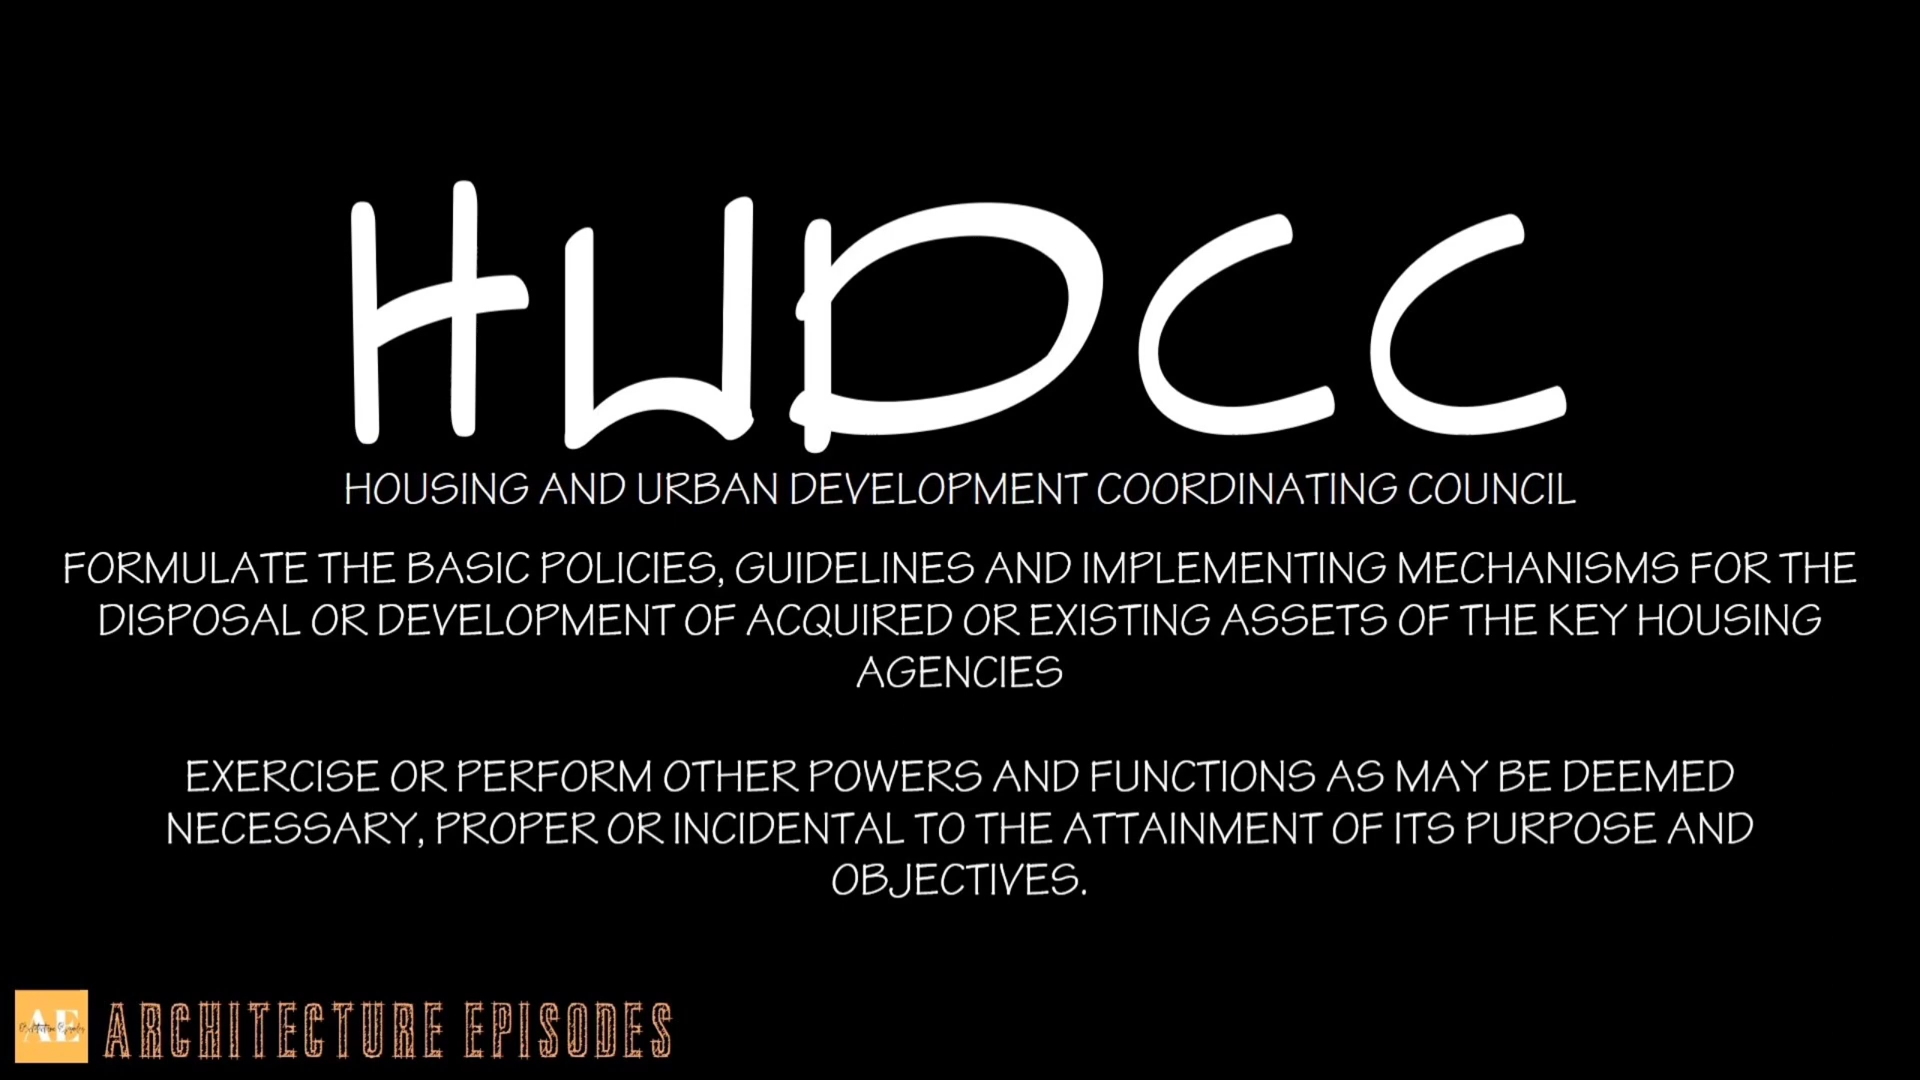 HUDCC
HOUSING AND URBAN DEVELOPMENT COORDINATING COUNCIL
FORMULATE THE BASIC POLICIES, GUIDELINES AND IMPLEMENTING MECHANISMS FOR THE
DISPOSAL OR DEVELOPMENT OF ACQUIRED OR EXISTING ASSETS OF THE KEY HOUSING
AGENCIES
EXERCISE OR PERFORM OTHER POWERS AND FUNCTIONS AS MAY BE DEEMED
NECESSARY, PROPER OR INCIDENTAL TO THE ATTAINMENT OF ITS PURPOSE AND
OBJECTIVES.
AE
ARCHITECTURE EPISODES